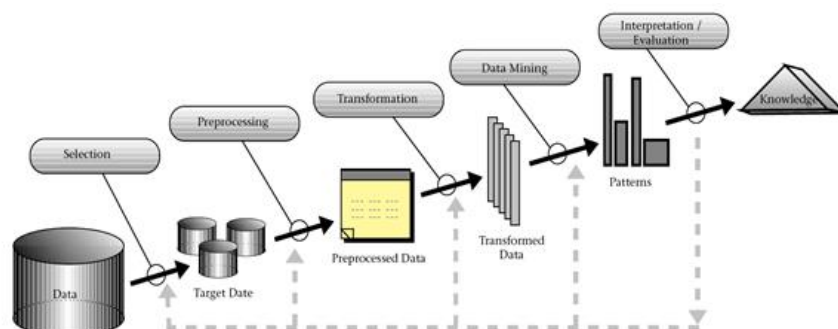 Interpretation /
Evaluation
Data Mining
Transformation
Preprocessing
Selection
Knowledge
Patterns
Transformed
Data
Preprocessed Data
Target Date
Data